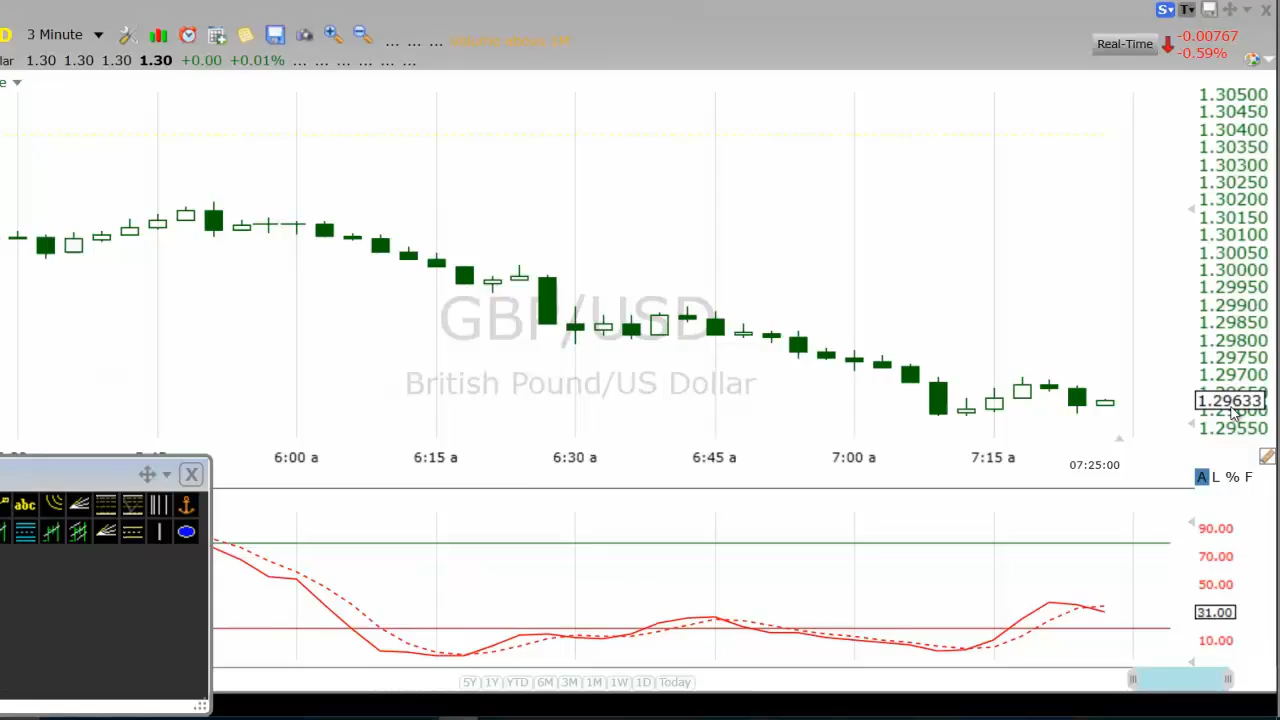 S▾ T▾
D 3 Minute ... ... ... Volume above 1M
Real-Time -0.00767
-0.59%
lar 1.30 1.30 1.30 1.30 +0.00 +0.01% ... ... ... ... ... ...
e
1.30500
1.30450
1.30400
1.30350
1.30300
1.30250
1.30200
1.30150
1.30100
1.30050
1.30000
1.29950
1.29900
1.29850
1.29800
1.29750
1.29700
1.29633
1.29550
GBP/USD
British Pound/US Dollar
6:00 a 6:15 a 6:30 a 6:45 a 7:00 a 7:15 a 07:25:00
A L % F
X
abc
90.00
70.00
50.00
31.00
10.00
5Y 1Y YTD 6M 3M 1M 1W 1D Today